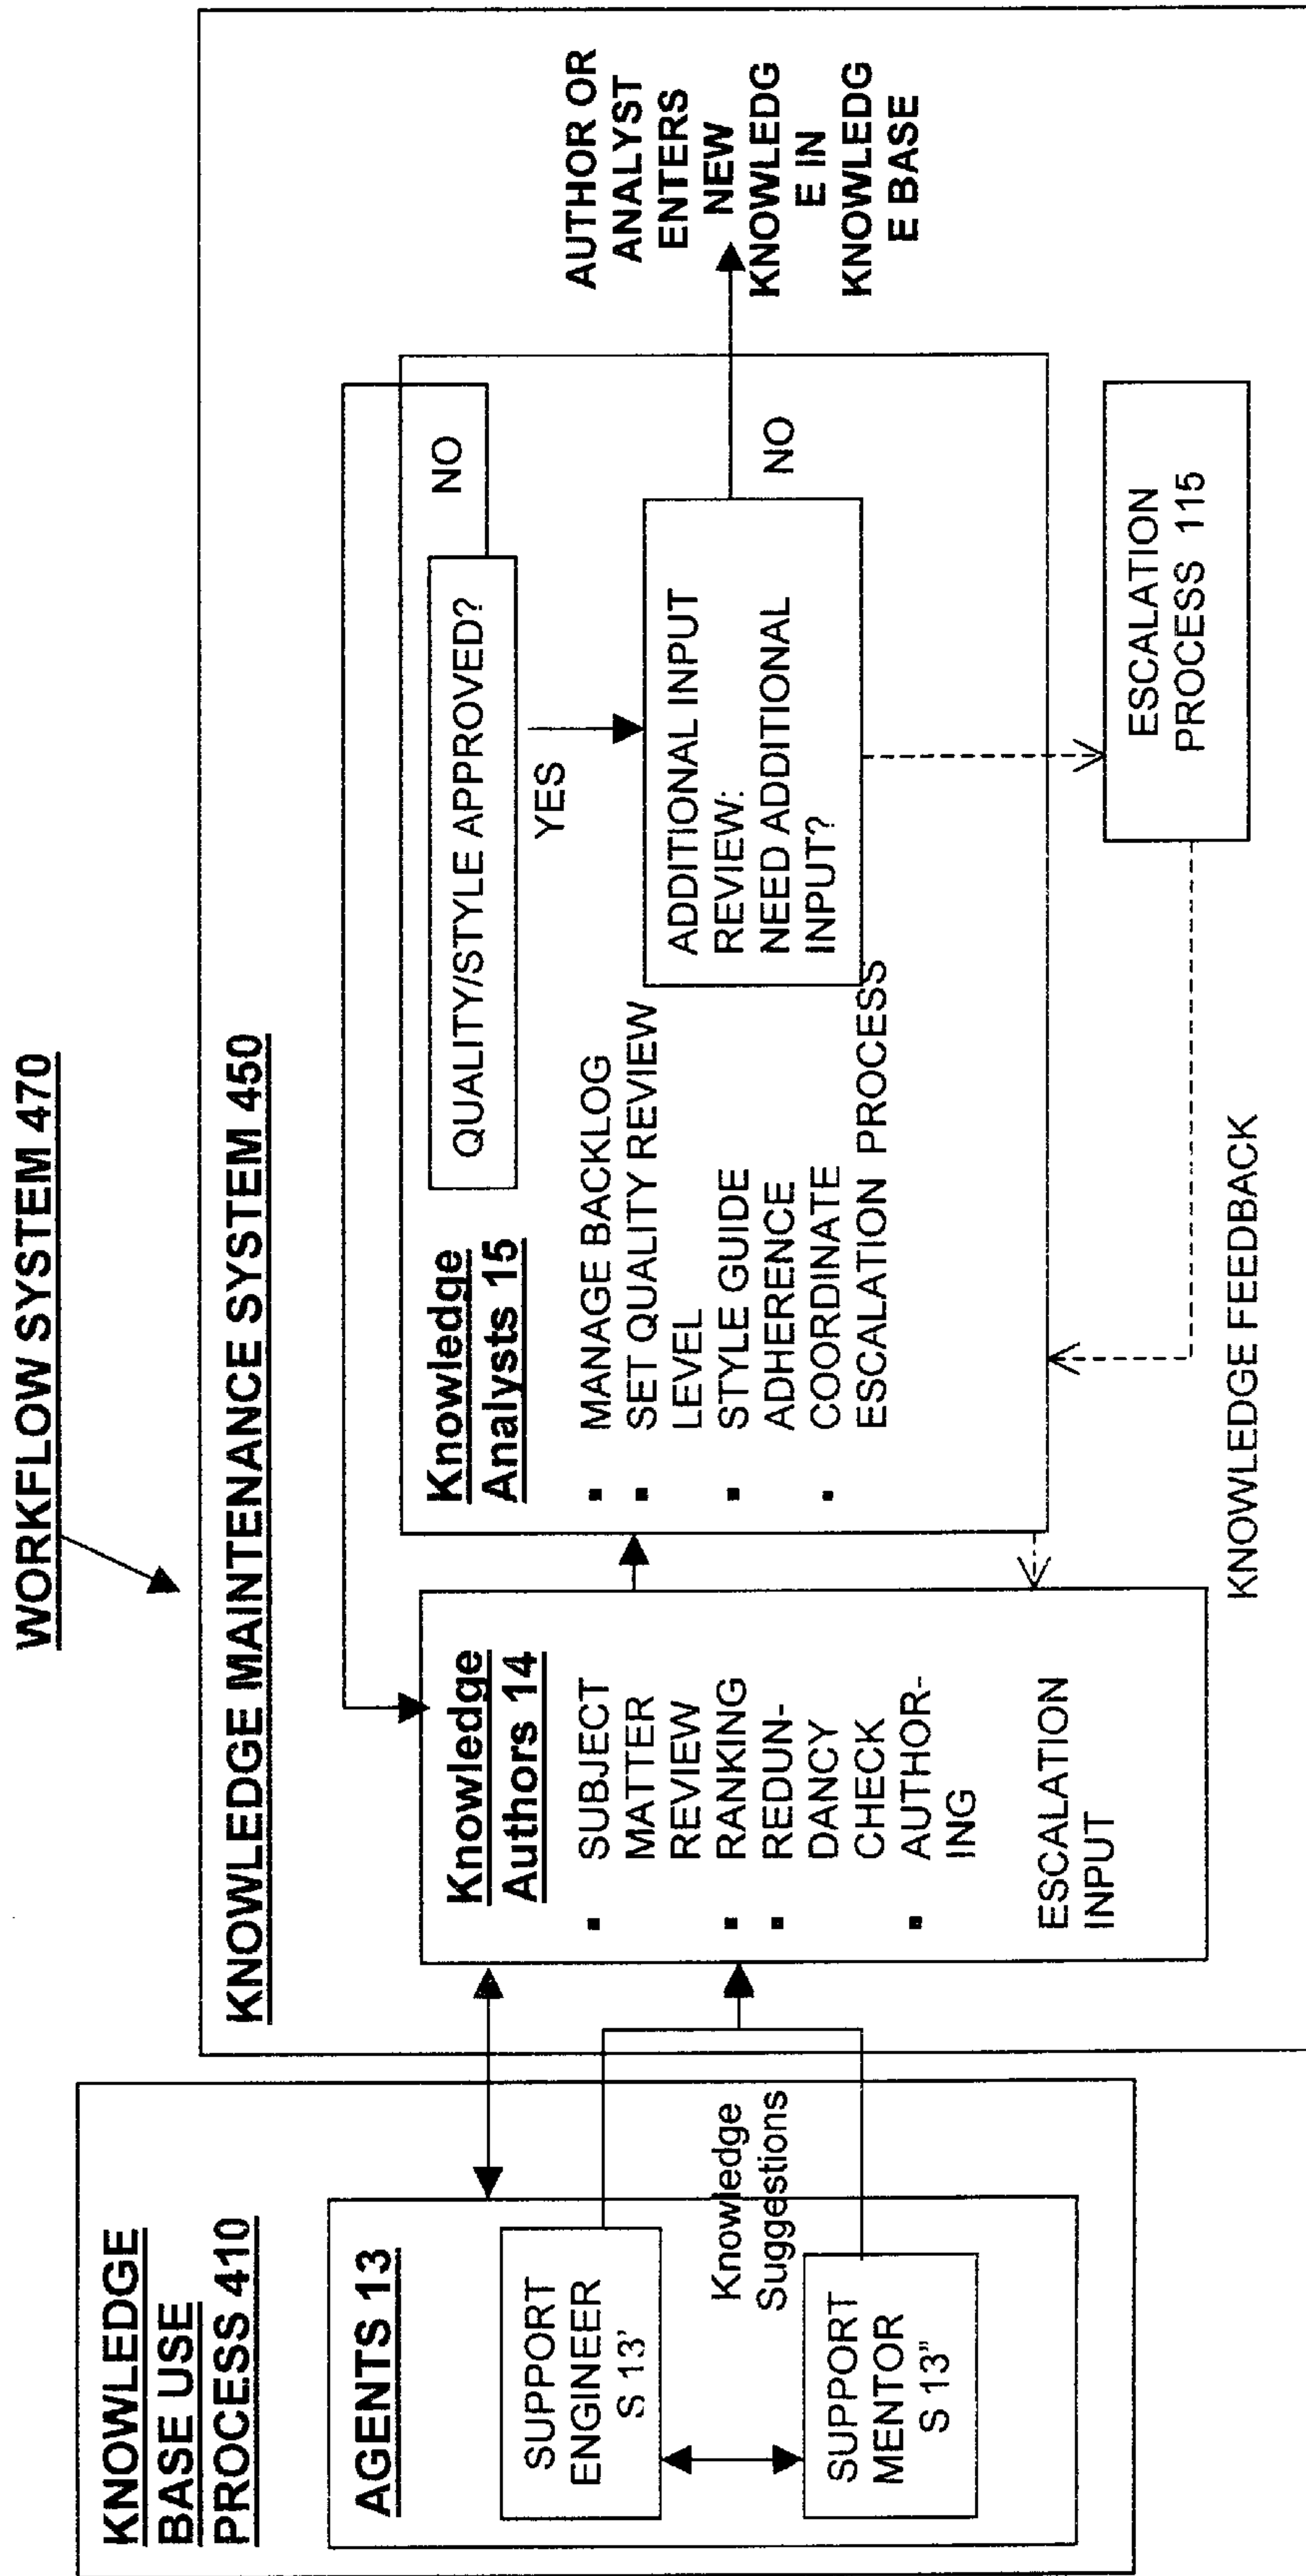 WORKFLOW SYSTEM 470
KNOWLEDGE
BASE USE
PROCESS 410
AGENTS 13
SUPPORT
ENGINEER
S 13'
SUPPORT
MENTOR
S 13"
Knowledge
Suggestions
KNOWLEDGE MAINTENANCE SYSTEM 450
Knowledge
Authors 14
▪ SUBJECT
MATTER
REVIEW
▪ RANKING
▪ REDUN-
DANCY
CHECK
▪ AUTHOR-
ING
ESCALATION
INPUT
Knowledge
Analysts 15
▪ MANAGE BACKLOG
▪ SET QUALITY REVIEW
LEVEL
▪ STYLE GUIDE
ADHERENCE
▪ COORDINATE
ESCALATION PROCESS
QUALITY/STYLE APPROVED?
NO
YES
ADDITIONAL INPUT
REVIEW:
NEED ADDITIONAL
INPUT?
NO
AUTHOR OR
ANALYST
ENTERS
NEW
KNOWLEDG
E IN
KNOWLEDG
E BASE
ESCALATION
PROCESS 115
KNOWLEDGE FEEDBACK